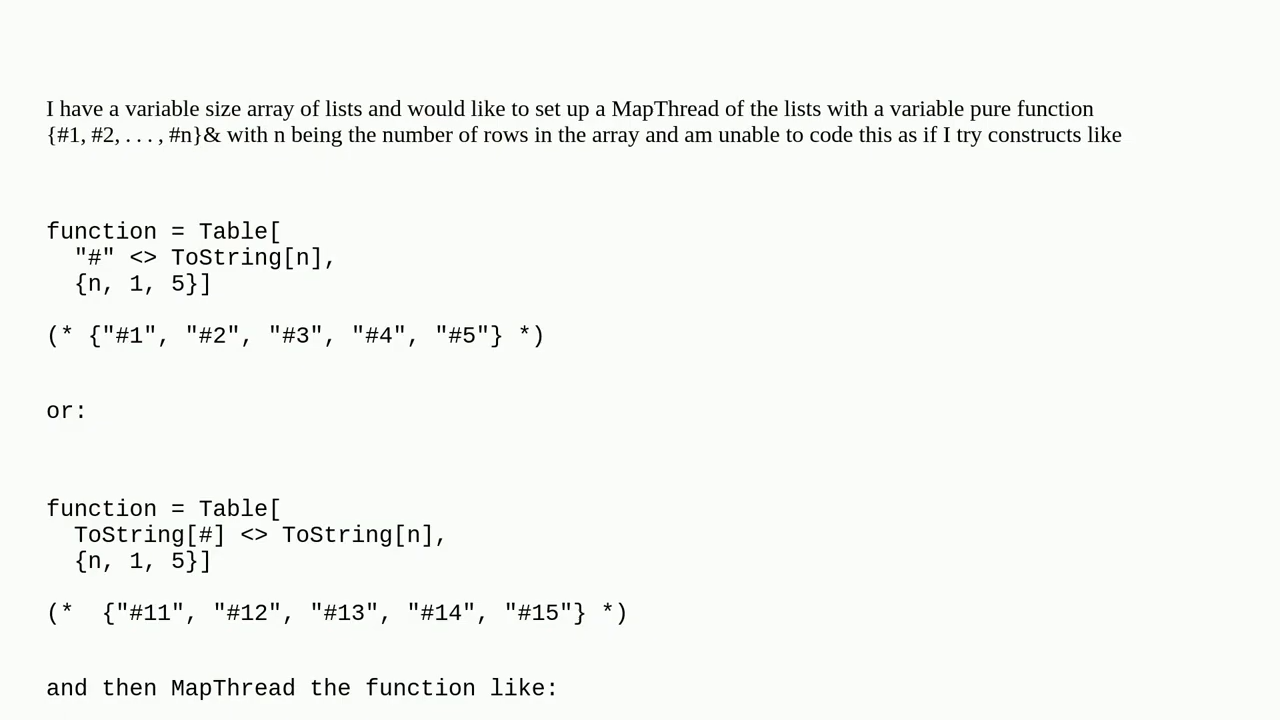 I have a variable size array of lists and would like to set up a MapThread of the lists with a variable pure function
{#1, #2, . . . , #n}& with n being the number of rows in the array and am unable to code this as if I try constructs like
function = Table[
"#" <> ToString[n],
{n, 1, 5}]
(* {"#1", "#2", "#3", "#4", "#5"} *)
or:
function = Table[
ToString[#] <> ToString[n],
{n, 1, 5}]
(*  {"#11", "#12", "#13", "#14", "#15"} *)
and then MapThread the function like: